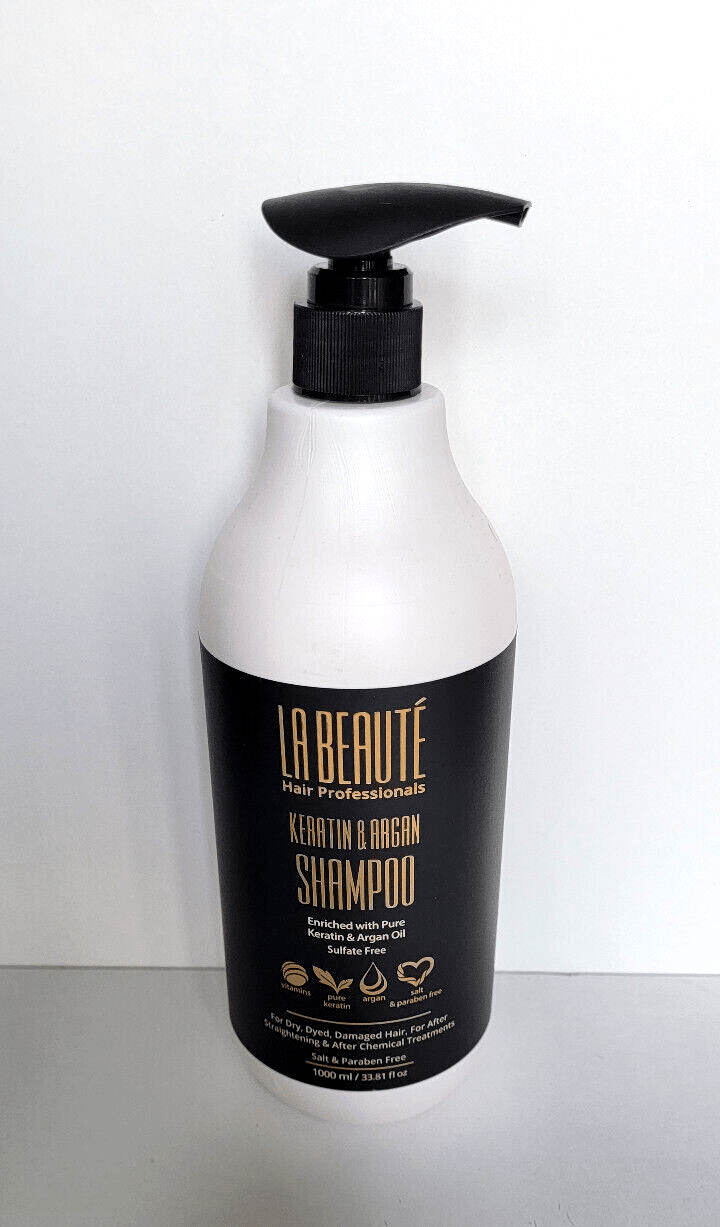 LA BEAUTÉ
Hair Professionals
KERATIN & ARGAN
SHAMPOO
Enriched with Pure
Keratin & Argan Oil
Sulfate Free
vitamins
pure
keratin
argan
salt
& paraben free
For Dry, Dyed, Damaged Hair, For After
Straightening & After Chemical Treatments
Salt & Paraben Free
1000 ml / 33.81 fl oz